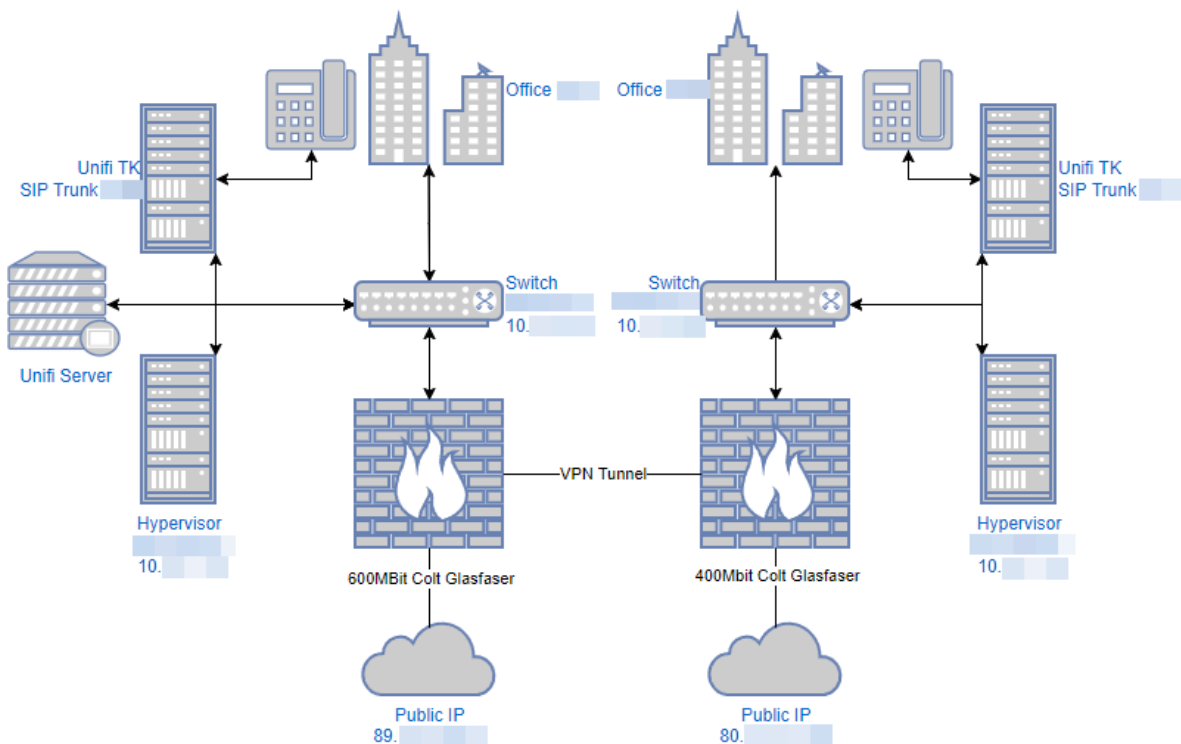 Office
Office
Unifi TK
SIP Trunk
Unifi TK
SIP Trunk
Switch
10.
Switch
10.
Unifi Server
VPN Tunnel
Hypervisor
10.
Hypervisor
10.
600MBit Colt Glasfaser
400Mbit Colt Glasfaser
Public IP
89.
Public IP
80.